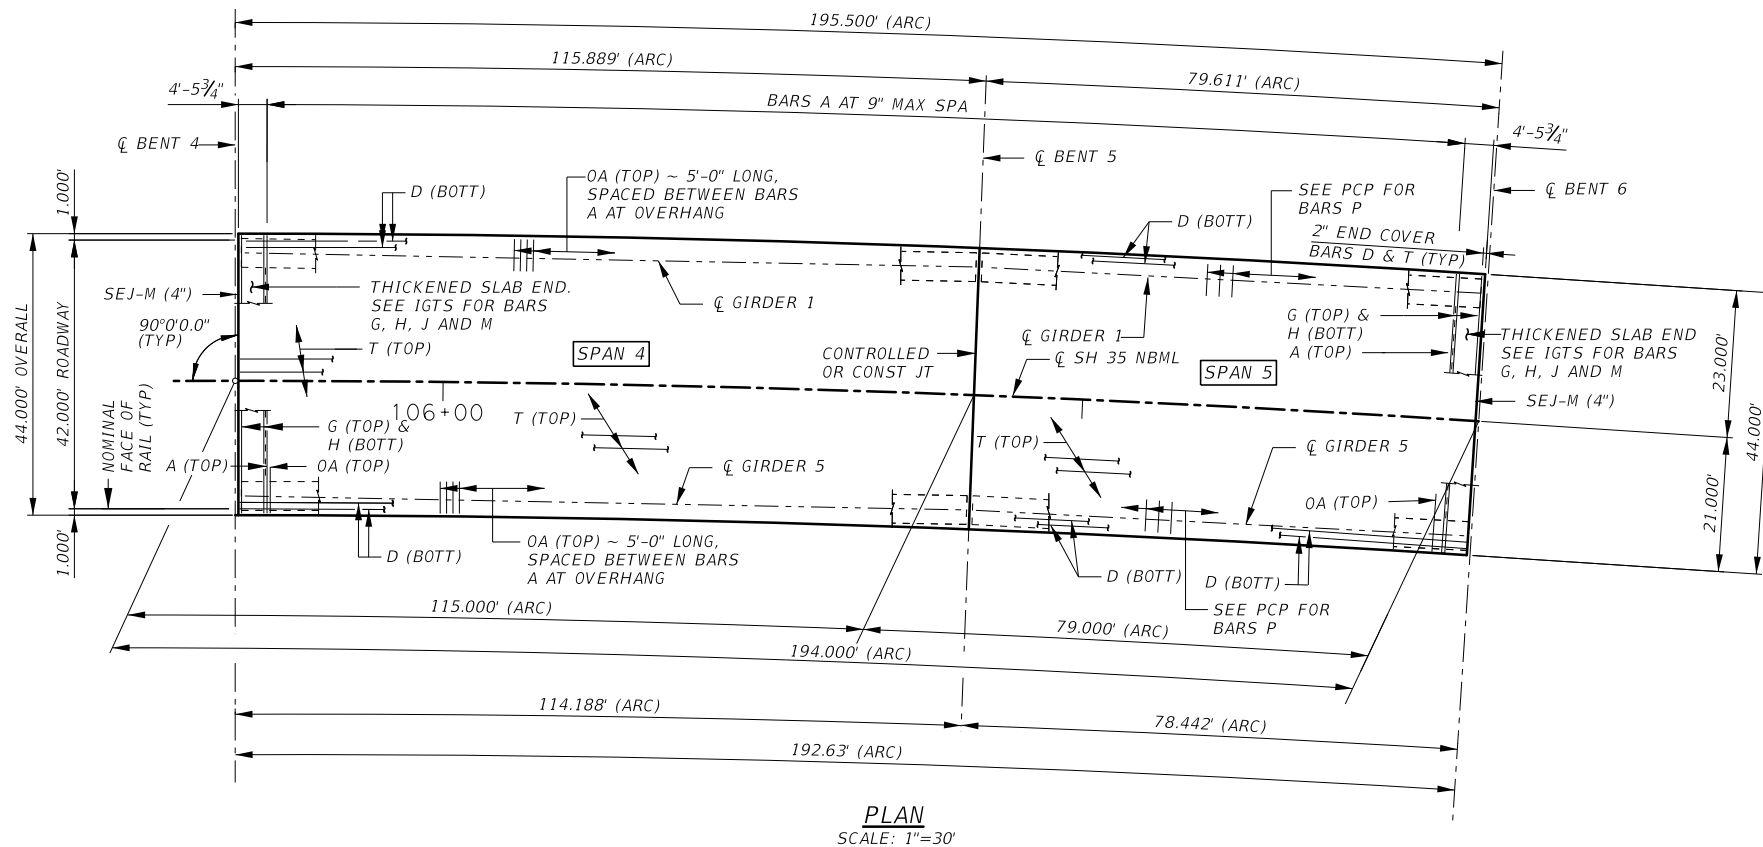 195.500' (ARC)
115.889' (ARC)
79.611' (ARC)
4'-5¾"
BARS A AT 9" MAX SPA
4'-5¾"
℄ BENT 4
℄ BENT 5
℄ BENT 6
1.000'
D (BOTT)
OA (TOP) ~ 5'-0" LONG,
SPACED BETWEEN BARS
A AT OVERHANG
D (BOTT)
SEE PCP FOR
BARS P
2" END COVER
BARS D & T (TYP)
SEJ-M (4")
THICKENED SLAB END.
SEE IGTS FOR BARS
G, H, J AND M
℄ GIRDER 1
90°0'0.0"
(TYP)
T (TOP)
SPAN 4
CONTROLLED
OR CONST JT
℄ GIRDER 1
℄ SH 35 NBML
SPAN 5
G (TOP) &
H (BOTT)
A (TOP)
THICKENED SLAB END
SEE IGTS FOR BARS
G, H, J AND M
SEJ-M (4")
44.000' OVERALL
42.000' ROADWAY
NOMINAL
FACE OF
RAIL (TYP)
23.000'
21.000'
44.000'
106+00
G (TOP) &
H (BOTT)
A (TOP)
OA (TOP)
T (TOP)
T (TOP)
℄ GIRDER 5
℄ GIRDER 5
OA (TOP)
1.000'
D (BOTT)
OA (TOP) ~ 5'-0" LONG,
SPACED BETWEEN BARS
A AT OVERHANG
D (BOTT)
D (BOTT)
SEE PCP FOR
BARS P
115.000' (ARC)
79.000' (ARC)
194.000' (ARC)
114.188' (ARC)
78.442' (ARC)
192.63' (ARC)
PLAN
SCALE: 1"=30'